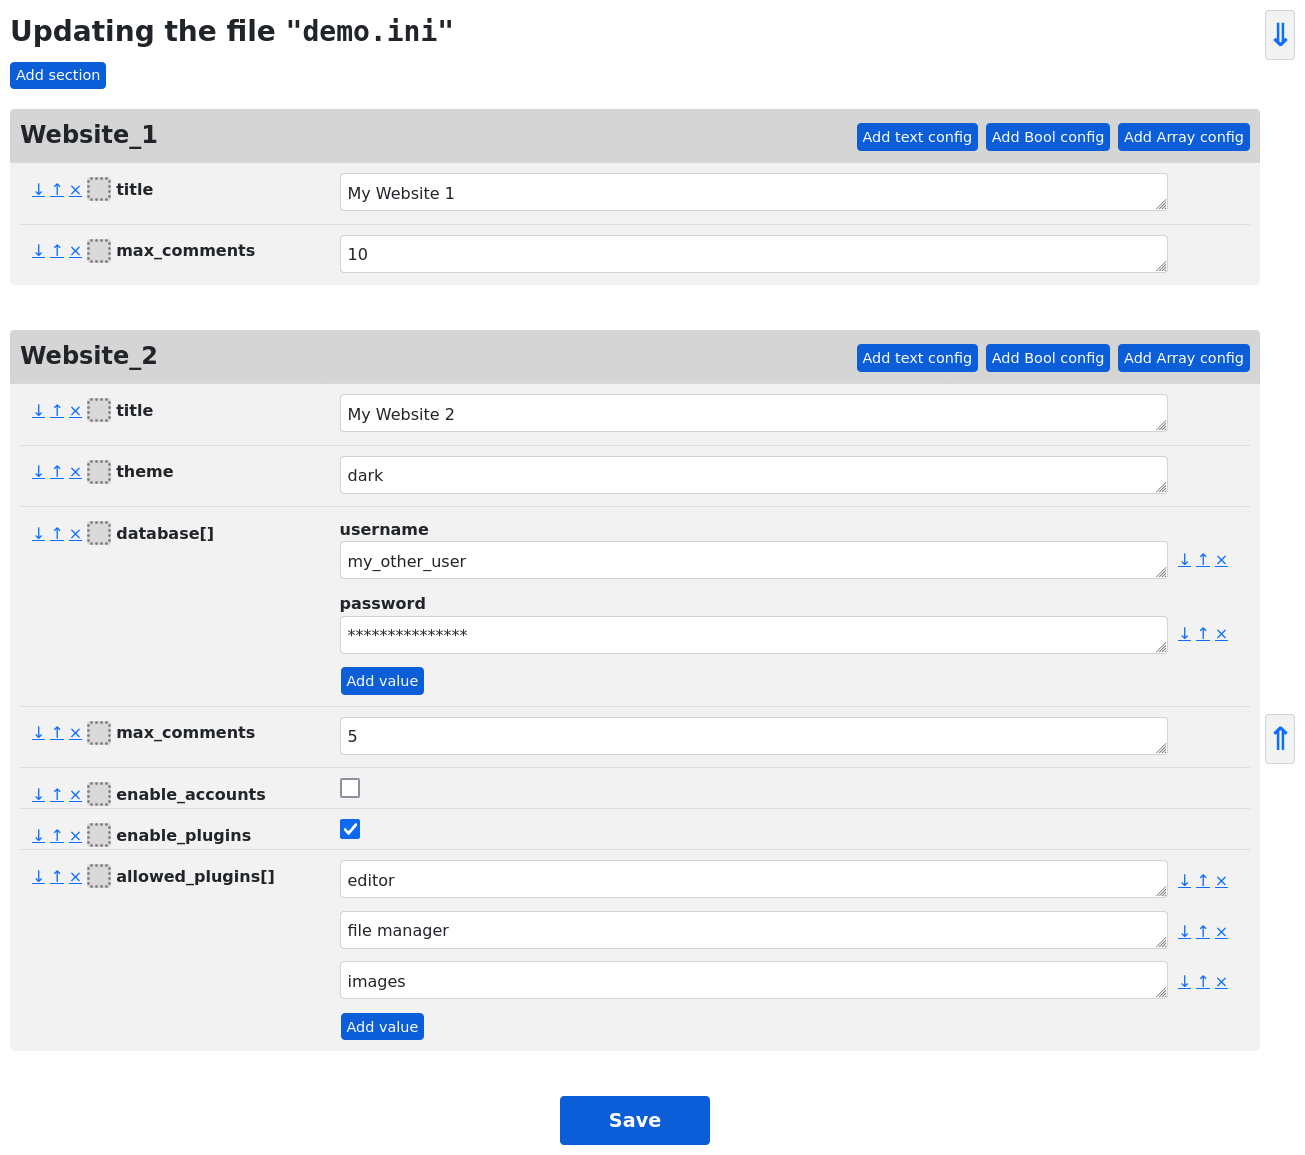 Updating the file "demo.ini"
⇓
Add section
Website_1 Add text config Add Bool config Add Array config
↓ ↑ × title My Website 1
↓ ↑ × max_comments 10
Website_2 Add text config Add Bool config Add Array config
↓ ↑ × title My Website 2
↓ ↑ × theme dark
↓ ↑ × database[] username
my_other_user ↓ ↑ ×
password
*************** ↓ ↑ ×
Add value
↓ ↑ × max_comments 5
⇑
↓ ↑ × enable_accounts
↓ ↑ × enable_plugins
↓ ↑ × allowed_plugins[] editor ↓ ↑ ×
file manager ↓ ↑ ×
images ↓ ↑ ×
Add value
Save